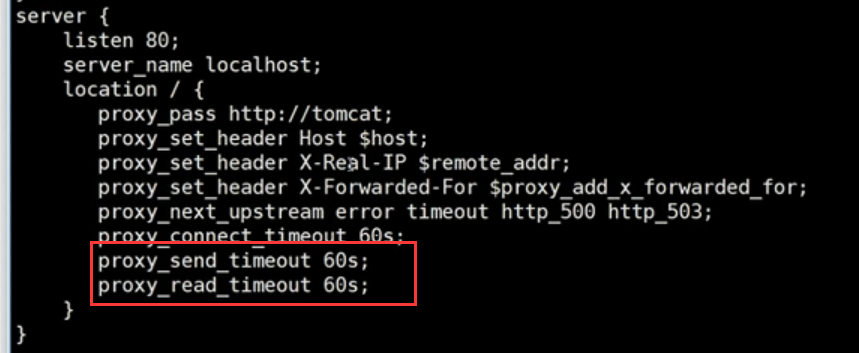 server {
listen 80;
server_name localhost;
location / {
proxy_pass http://tomcat;
proxy_set_header Host $host;
proxy_set_header X-Real-IP $remote_addr;
proxy_set_header X-Forwarded-For $proxy_add_x_forwarded_for;
proxy_next_upstream error timeout http_500 http_503;
proxy_connect_timeout 60s;
proxy_send_timeout 60s;
proxy_read_timeout 60s;
}
}